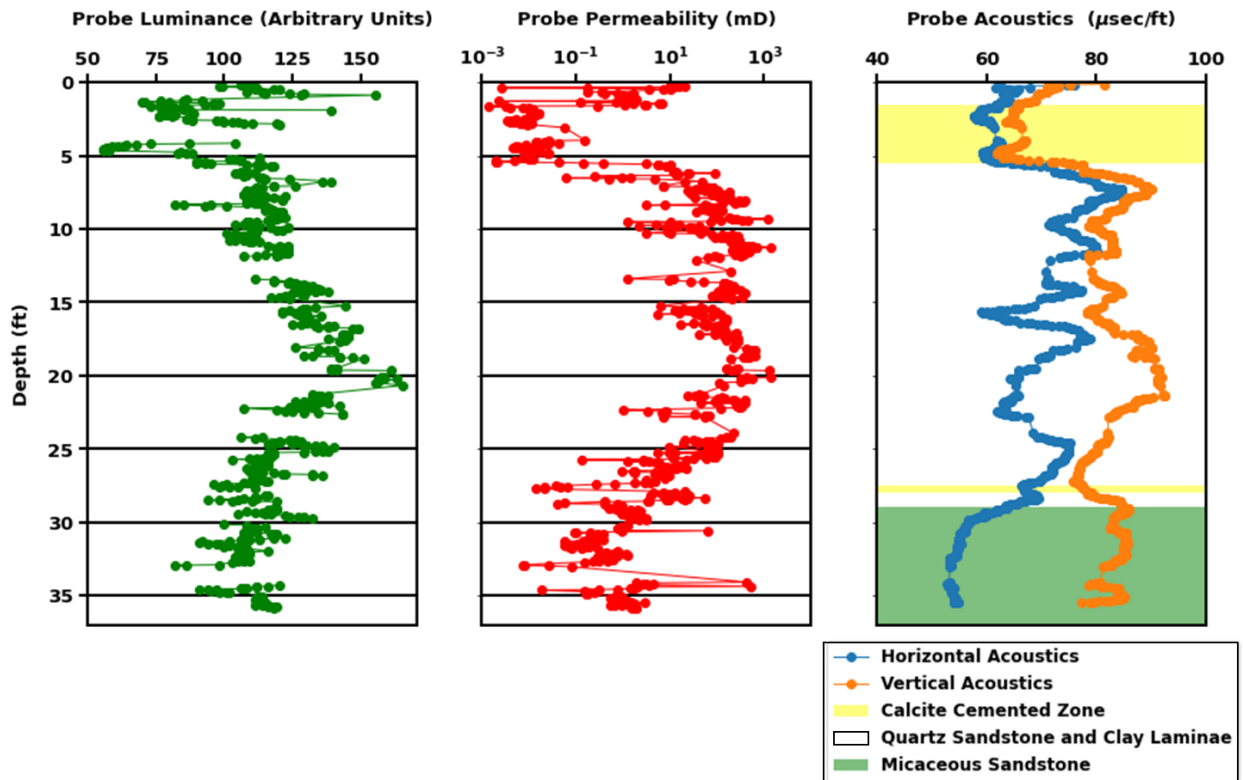 Probe Luminance (Arbitrary Units)
50 75 100 125 150
Probe Permeability (mD)
10⁻³ 10⁻¹ 10¹ 10³
Probe Acoustics (μsec/ft)
40 60 80 100
Depth (ft)
0
5
10
15
20
25
30
35
Horizontal Acoustics
Vertical Acoustics
Calcite Cemented Zone
Quartz Sandstone and Clay Laminae
Micaceous Sandstone